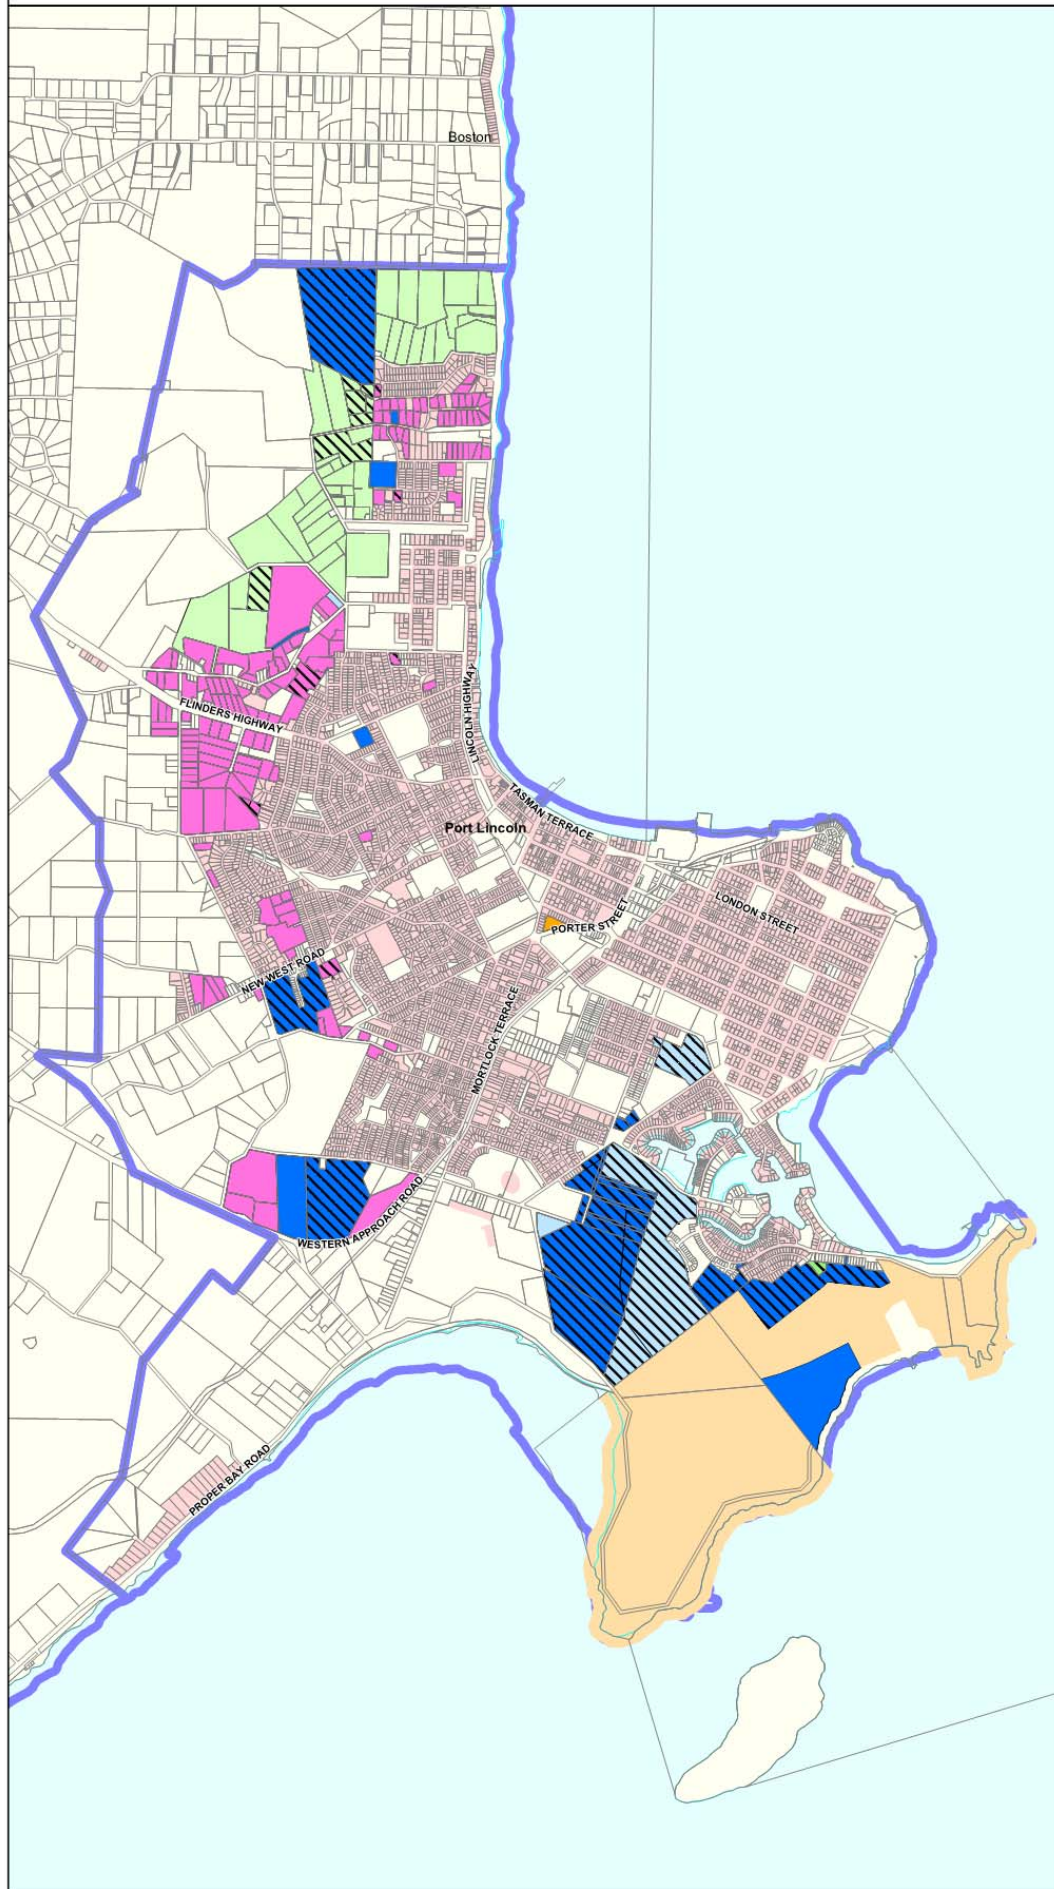 Boston
FLINDERS HIGHWAY
LINCOLN HIGHWAY
TASMAN TERRACE
Port Lincoln
LONDON STREET
PORTER STREET
NEW WEST ROAD
MORTLOCK TERRACE
WESTERN APPROACH ROAD
PROPER BAY ROAD